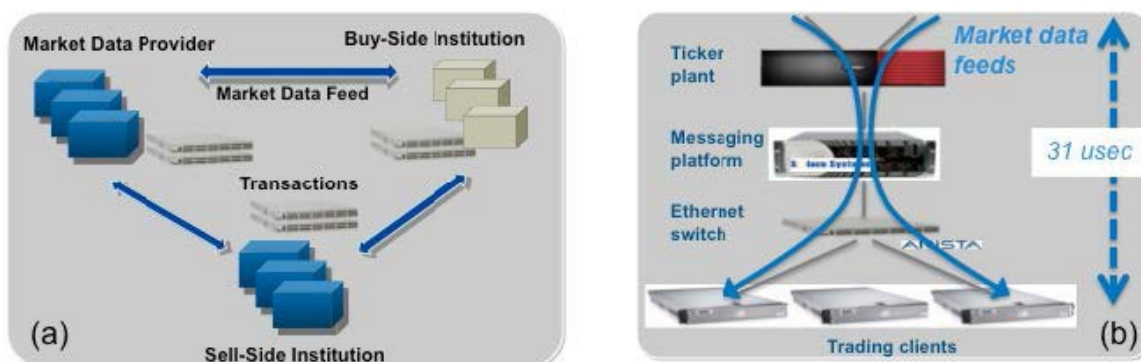 Market Data Provider
Buy-Side Institution
Market Data Feed
Transactions
Sell-Side Institution
(a)
Ticker
plant
Market data
feeds
Messaging
platform
31 usec
Ethernet
switch
ARISTA
Trading clients
(b)